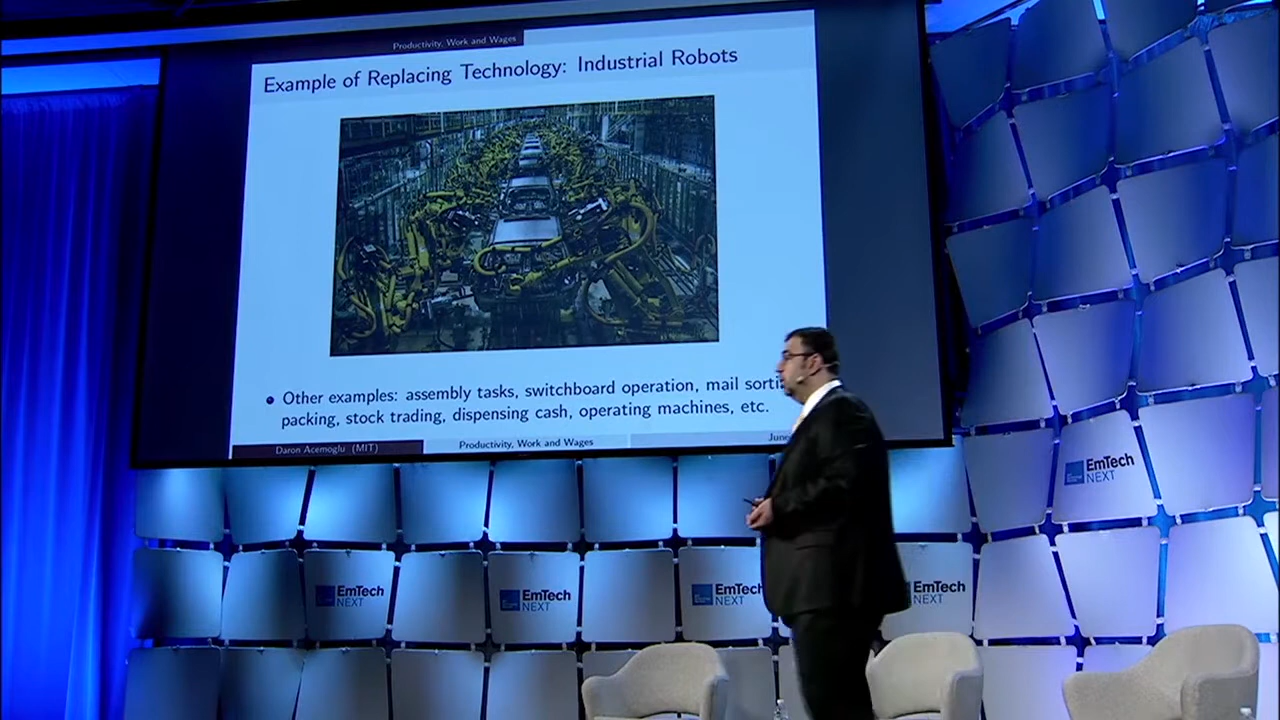 Productivity, Work and Wages
Example of Replacing Technology: Industrial Robots
Other examples: assembly tasks, switchboard operation, mail sorti
packing, stock trading, dispensing cash, operating machines, etc.
Daron Acemoglu (MIT)
Productivity, Work and Wages
June
EmTech
NEXT
EmTech
NEXT
EmTech
NEXT
EmTech
NEXT
EmTech
NEXT